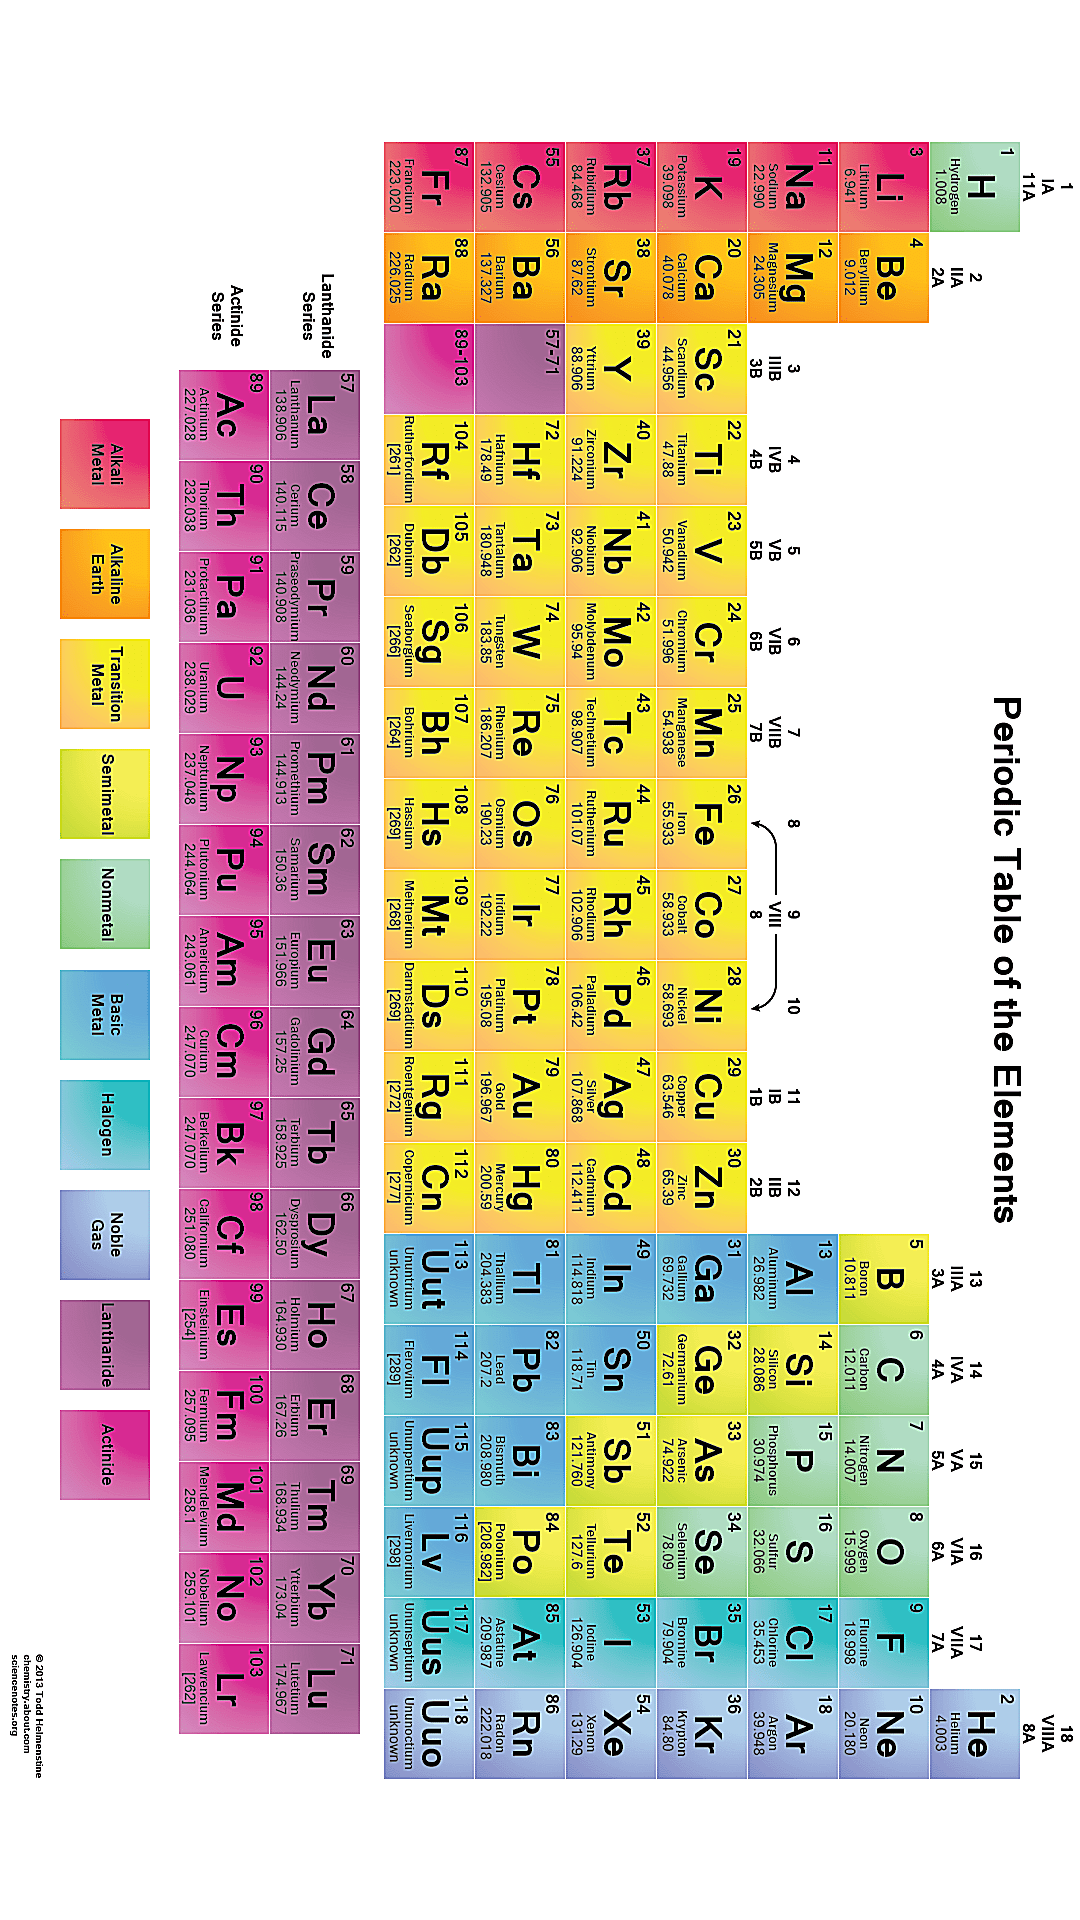 Periodic Table of the Elements
1
IA
11A
18
VIIIA
8A
1
H
Hydrogen
1.008
2
IIA
2A
13
IIIA
3A
14
IVA
4A
15
VA
5A
16
VIA
6A
17
VIIA
7A
2
He
Helium
4.003
3
Li
Lithium
6.941
4
Be
Beryllium
9.012
5
B
Boron
10.811
6
C
Carbon
12.011
7
N
Nitrogen
14.007
8
O
Oxygen
15.999
9
F
Fluorine
18.998
10
Ne
Neon
20.180
11
Na
Sodium
22.990
12
Mg
Magnesium
24.305
3
IIIB
3B
4
IVB
4B
5
VB
5B
6
VIB
6B
7
VIIB
7B
8
9
10
VIII
8
11
IB
1B
12
IIB
2B
13
Al
Aluminum
26.982
14
Si
Silicon
28.086
15
P
Phosphorus
30.974
16
S
Sulfur
32.066
17
Cl
Chlorine
35.453
18
Ar
Argon
39.948
19
K
Potassium
39.098
20
Ca
Calcium
40.078
21
Sc
Scandium
44.956
22
Ti
Titanium
47.88
23
V
Vanadium
50.942
24
Cr
Chromium
51.996
25
Mn
Manganese
54.938
26
Fe
Iron
55.933
27
Co
Cobalt
58.933
28
Ni
Nickel
58.693
29
Cu
Copper
63.546
30
Zn
Zinc
65.39
31
Ga
Gallium
69.732
32
Ge
Germanium
72.61
33
As
Arsenic
74.922
34
Se
Selenium
78.09
35
Br
Bromine
79.904
36
Kr
Krypton
84.80
37
Rb
Rubidium
84.468
38
Sr
Strontium
87.62
39
Y
Yttrium
88.906
40
Zr
Zirconium
91.224
41
Nb
Niobium
92.906
42
Mo
Molybdenum
95.94
43
Tc
Technetium
98.907
44
Ru
Ruthenium
101.07
45
Rh
Rhodium
102.906
46
Pd
Palladium
106.42
47
Ag
Silver
107.868
48
Cd
Cadmium
112.411
49
In
Indium
114.818
50
Sn
Tin
118.71
51
Sb
Antimony
121.760
52
Te
Tellurium
127.6
53
I
Iodine
126.904
54
Xe
Xenon
131.29
55
Cs
Cesium
132.905
56
Ba
Barium
137.327
57-71
72
Hf
Hafnium
178.49
73
Ta
Tantalum
180.948
74
W
Tungsten
183.85
75
Re
Rhenium
186.207
76
Os
Osmium
190.23
77
Ir
Iridium
192.22
78
Pt
Platinum
195.08
79
Au
Gold
196.967
80
Hg
Mercury
200.59
81
Tl
Thallium
204.383
82
Pb
Lead
207.2
83
Bi
Bismuth
208.980
84
Po
Polonium
[208.982]
85
At
Astatine
209.987
86
Rn
Radon
222.018
87
Fr
Francium
223.020
88
Ra
Radium
226.025
89-103
104
Rf
Rutherfordium
[261]
105
Db
Dubnium
[262]
106
Sg
Seaborgium
[266]
107
Bh
Bohrium
[264]
108
Hs
Hassium
[269]
109
Mt
Meitnerium
[268]
110
Ds
Darmstadtium
[269]
111
Rg
Roentgenium
[272]
112
Cn
Copernicium
[277]
113
Uut
Ununtrium
unknown
114
Fl
Flerovium
[289]
115
Uup
Ununpentium
unknown
116
Lv
Livermorium
[298]
117
Uus
Ununseptium
unknown
118
Uuo
Ununoctium
unknown
Lanthanide
Series
57
La
Lanthanum
138.906
58
Ce
Cerium
140.115
59
Pr
Praseodymium
140.908
60
Nd
Neodymium
144.24
61
Pm
Promethium
144.913
62
Sm
Samarium
150.36
63
Eu
Europium
151.966
64
Gd
Gadolinium
157.25
65
Tb
Terbium
158.925
66
Dy
Dysprosium
162.50
67
Ho
Holmium
164.930
68
Er
Erbium
167.26
69
Tm
Thulium
168.934
70
Yb
Ytterbium
173.04
71
Lu
Lutetium
174.967
Actinide
Series
89
Ac
Actinium
227.028
90
Th
Thorium
232.038
91
Pa
Protactinium
231.036
92
U
Uranium
238.029
93
Np
Neptunium
237.048
94
Pu
Plutonium
244.064
95
Am
Americium
243.061
96
Cm
Curium
247.070
97
Bk
Berkelium
247.070
98
Cf
Californium
251.080
99
Es
Einsteinium
[254]
100
Fm
Fermium
257.095
101
Md
Mendelevium
258.1
102
No
Nobelium
259.101
103
Lr
Lawrencium
[262]
Alkali
Metal
Alkaline
Earth
Transition
Metal
Semimetal
Nonmetal
Basic
Metal
Halogen
Noble
Gas
Lanthanide
Actinide
© 2013 Todd Helmenstine
chemistry.about.com
sciencenotes.org